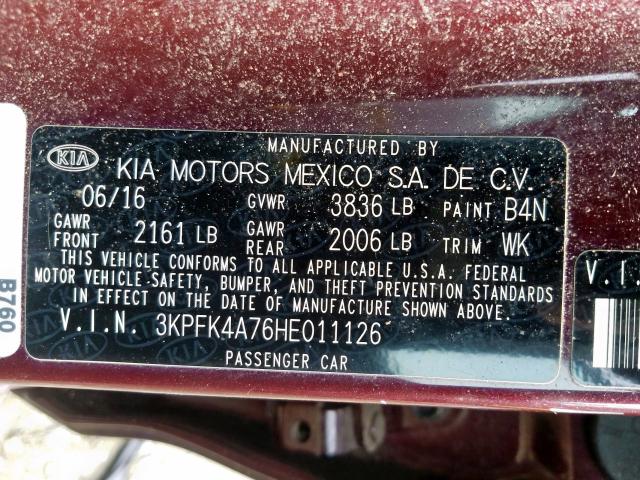 MANUFACTURED BY
KIA KIA MOTORS MEXICO S.A. DE C.V.
06/16 GVWR 3836 LB PAINT B4N
GAWR FRONT 2161 LB GAWR REAR 2006 LB TRIM WK
THIS VEHICLE CONFORMS TO ALL APPLICABLE U.S.A. FEDERAL
MOTOR VEHICLE SAFETY, BUMPER, AND THEFT PREVENTION STANDARDS
IN EFFECT ON THE DATE OF MANUFACTURE SHOWN ABOVE.
V.I.N. 3KPFK4A76HE011126
PASSENGER CAR
B760
V.I.